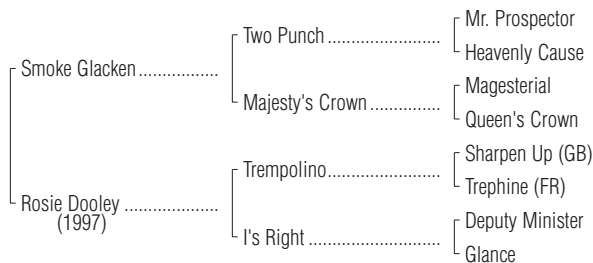 Mr. Prospector
Two Punch ........................
Heavenly Cause
Smoke Glacken .................
Magesterial
Majesty's Crown ...............
Queen's Crown
Sharpen Up (GB)
Trempolino ........................
Trephine (FR)
Rosie Dooley ....................
(1997)
Deputy Minister
I's Right ............................
Glance